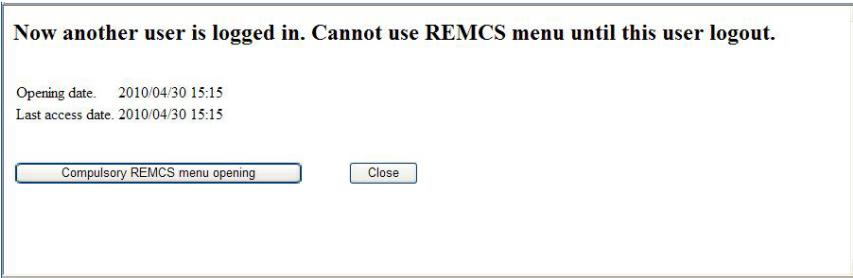 Now another user is logged in. Cannot use REMCS menu until this user logout.
Opening date. 2010/04/30 15:15
Last access date. 2010/04/30 15:15
Compulsory REMCS menu opening Close